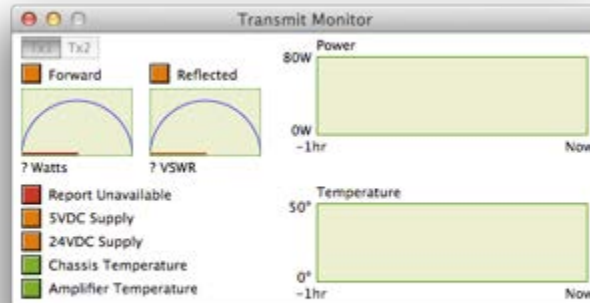 Transmit Monitor
Tx1 Tx2
Forward
Reflected
? Watts
? VSWR
Report Unavailable
5VDC Supply
24VDC Supply
Chassis Temperature
Amplifier Temperature
Power
80W
0W
-1hr
Now
Temperature
50°
0°
-1hr
Now